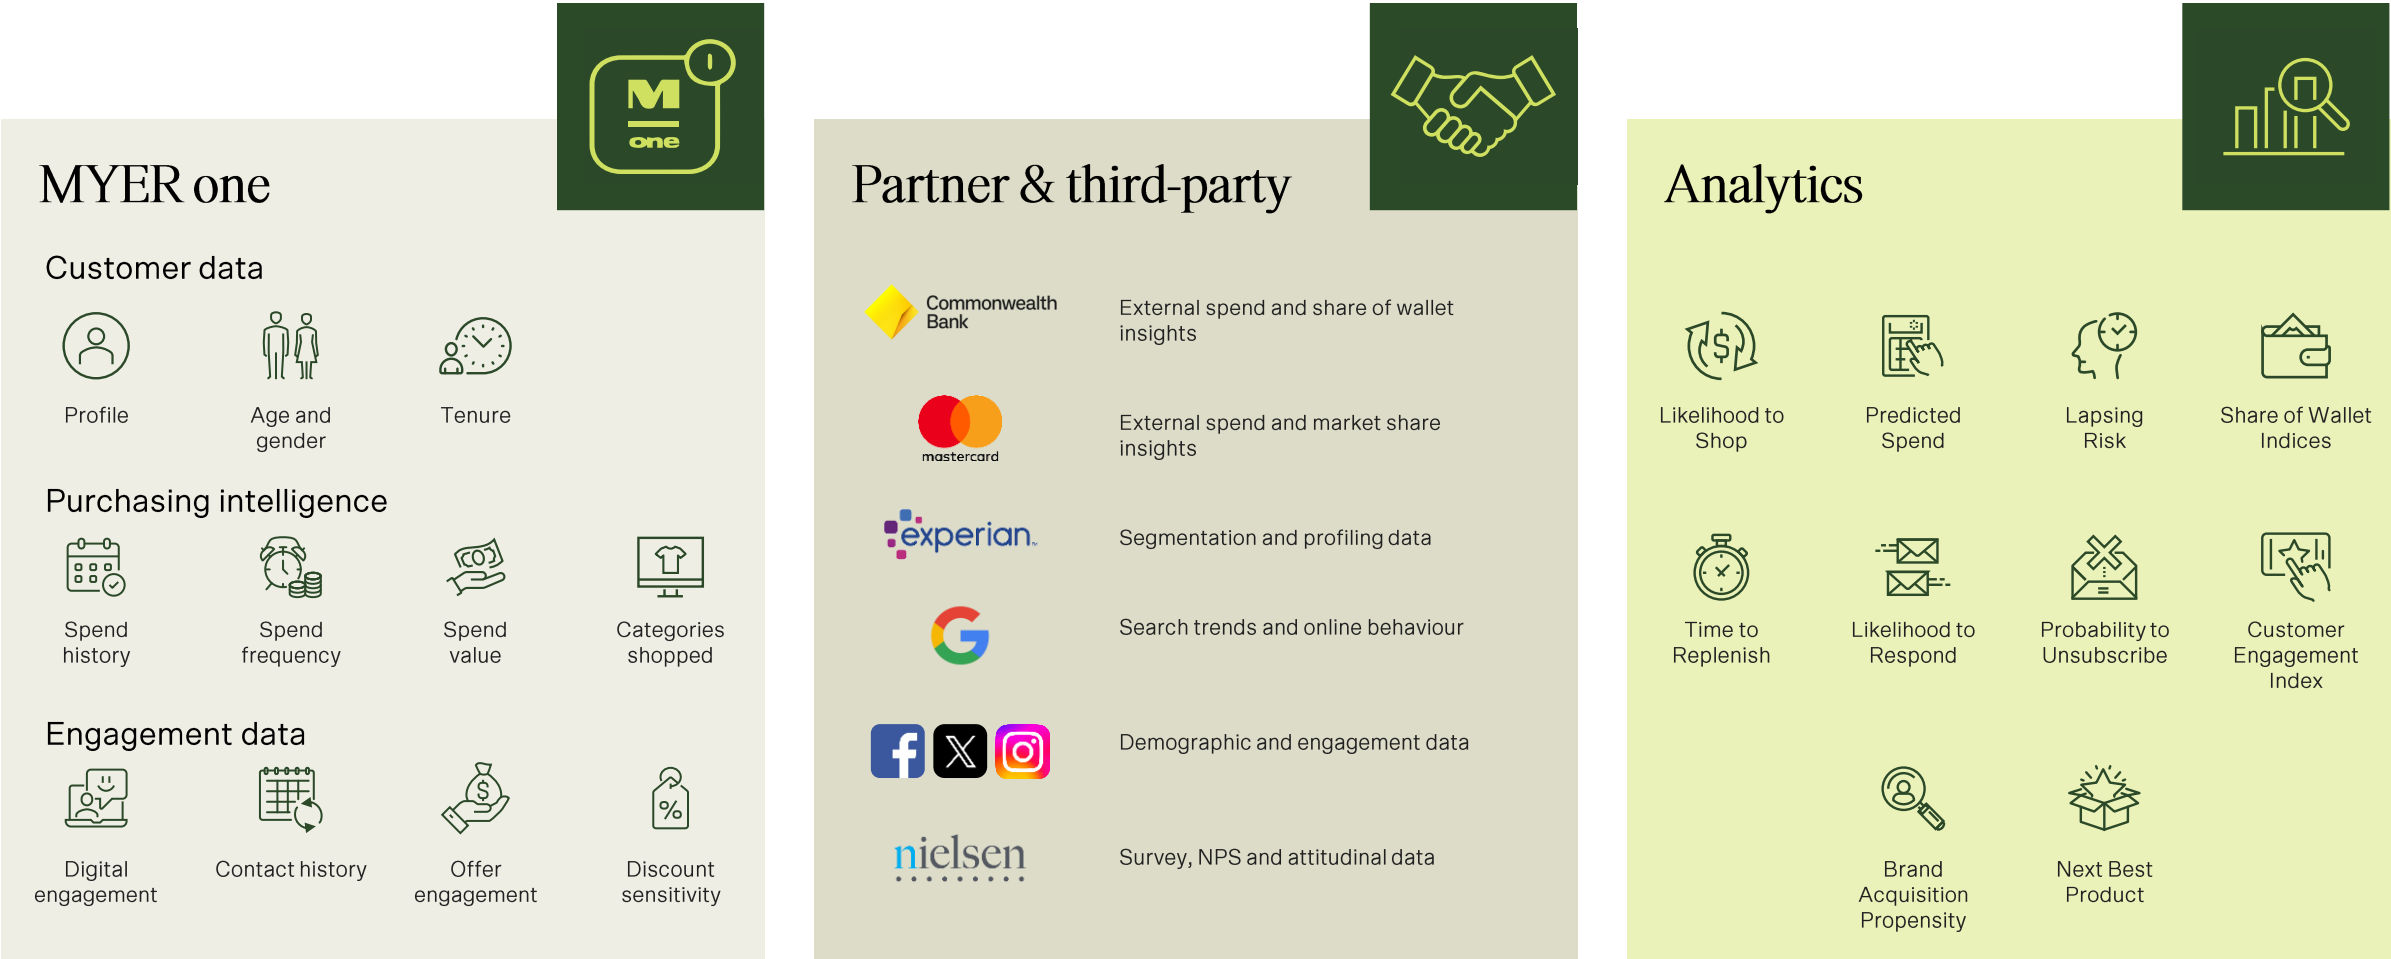 M
one
MYER one
Customer data
Profile
Age and
gender
Tenure
Purchasing intelligence
Spend
history
Spend
frequency
Spend
value
Categories
shopped
Engagement data
Digital
engagement
Contact history
Offer
engagement
Discount
sensitivity
Partner & third-party
Commonwealth
Bank
External spend and share of wallet
insights
mastercard
External spend and market share
insights
experian™
Segmentation and profiling data
G
Search trends and online behaviour
f X
Demographic and engagement data
nielsen
Survey, NPS and attitudinal data
Analytics
Likelihood to
Shop
Predicted
Spend
Lapsing
Risk
Share of Wallet
Indices
Time to
Replenish
Likelihood to
Respond
Probability to
Unsubscribe
Customer
Engagement
Index
Brand
Acquisition
Propensity
Next Best
Product